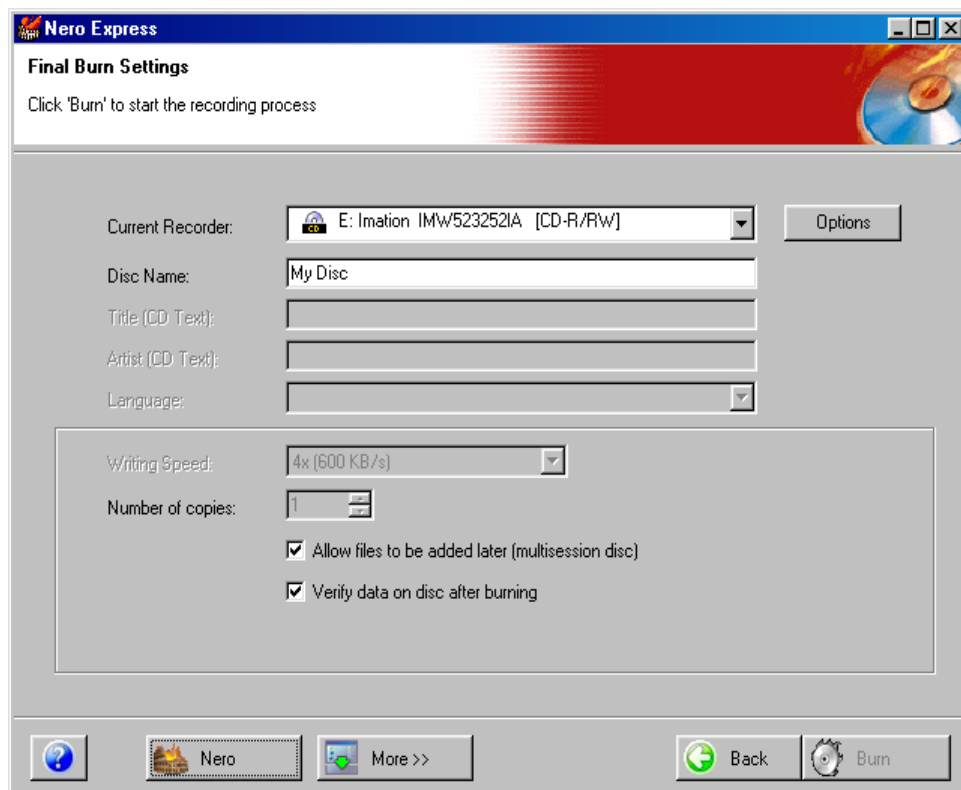 Nero Express
Final Burn Settings
Click 'Burn' to start the recording process
Current Recorder: E: Imation IMW523252IA [CD-R/RW] Options
Disc Name: My Disc
Title (CD Text):
Artist (CD Text):
Language:
Writing Speed: 4x (600 KB/s)
Number of copies: 1
Allow files to be added later (multisession disc)
Verify data on disc after burning
? Nero More >> Back Burn